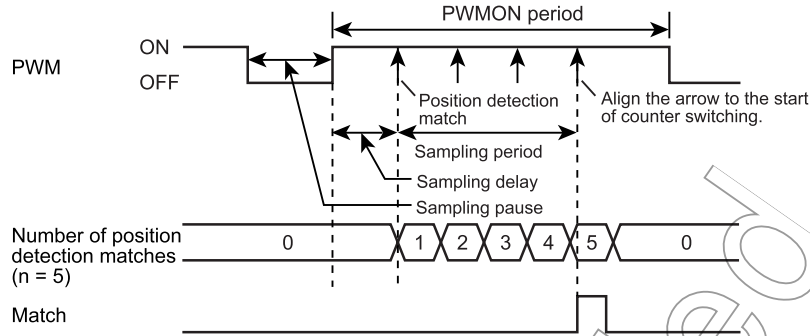 PWMON period
ON
PWM
OFF
Position detection
match
Align the arrow to the start
of counter switching.
Sampling period
Sampling delay
Sampling pause
Number of position
detection matches
(n = 5)
0 1 2 3 4 5 0
Match